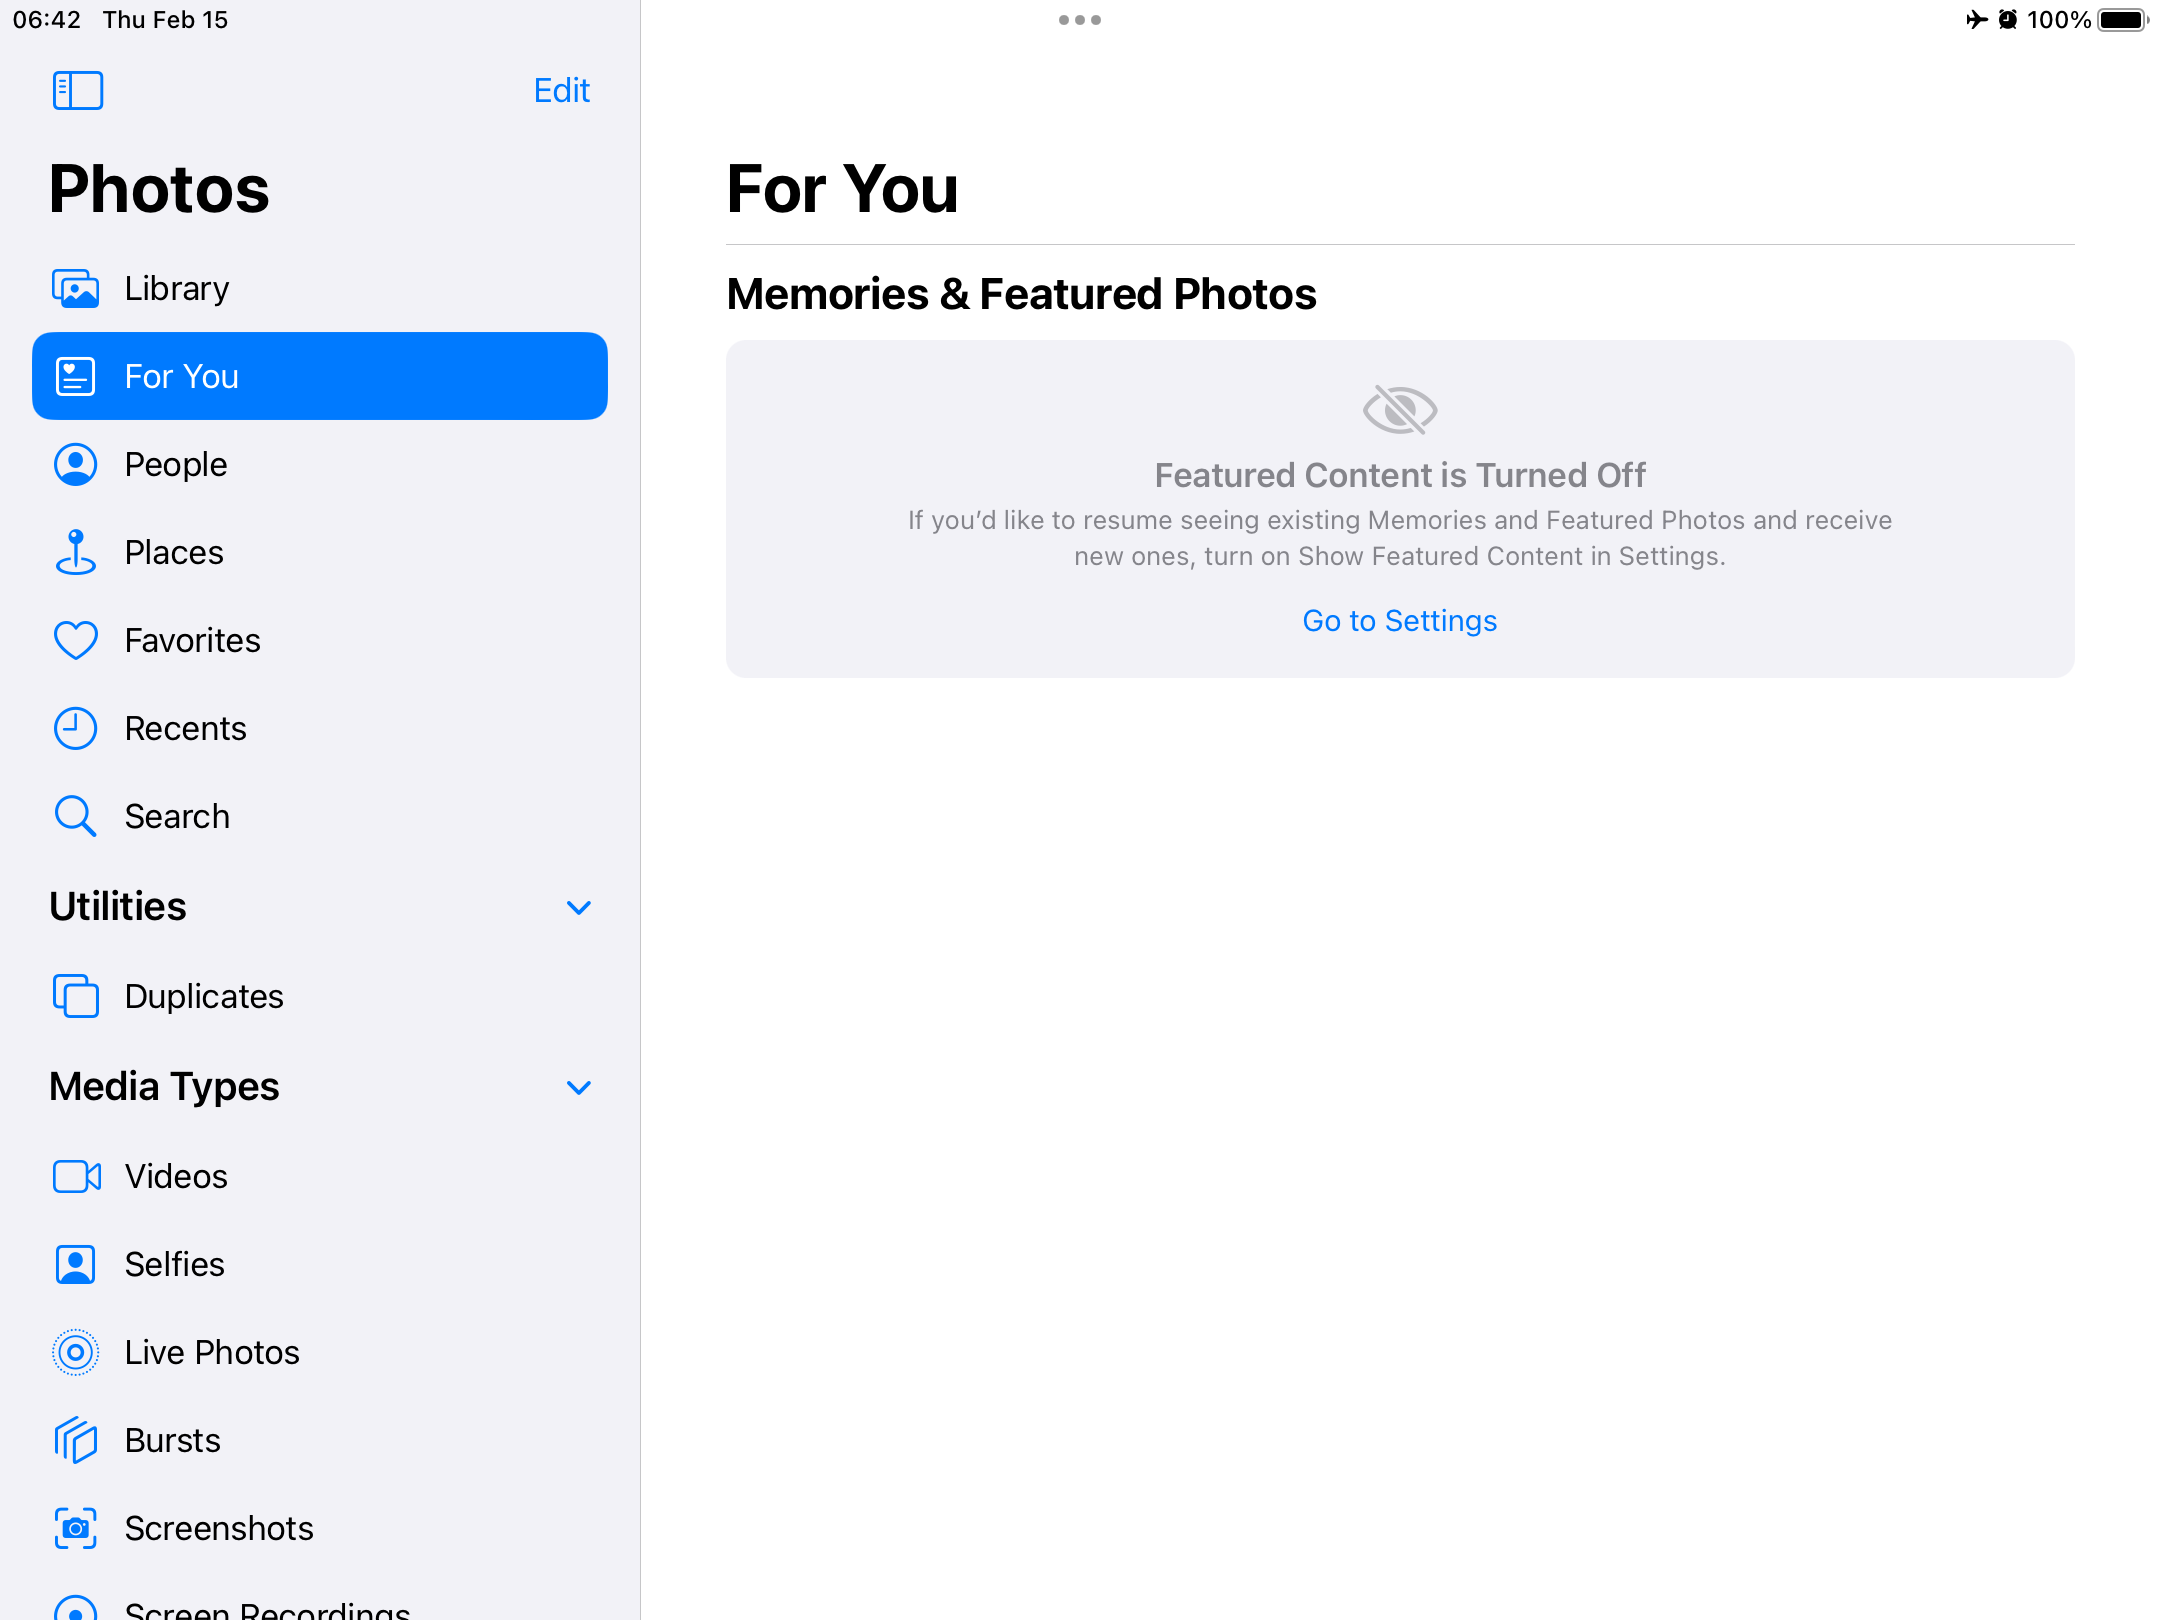 06:42 Thu Feb 15
100%
Edit
Photos
Library
For You
People
Places
Favorites
Recents
Search
Utilities
Duplicates
Media Types
Videos
Selfies
Live Photos
Bursts
Screenshots
Screen Recordings
For You
Memories & Featured Photos
Featured Content is Turned Off
If you’d like to resume seeing existing Memories and Featured Photos and receive
new ones, turn on Show Featured Content in Settings.
Go to Settings